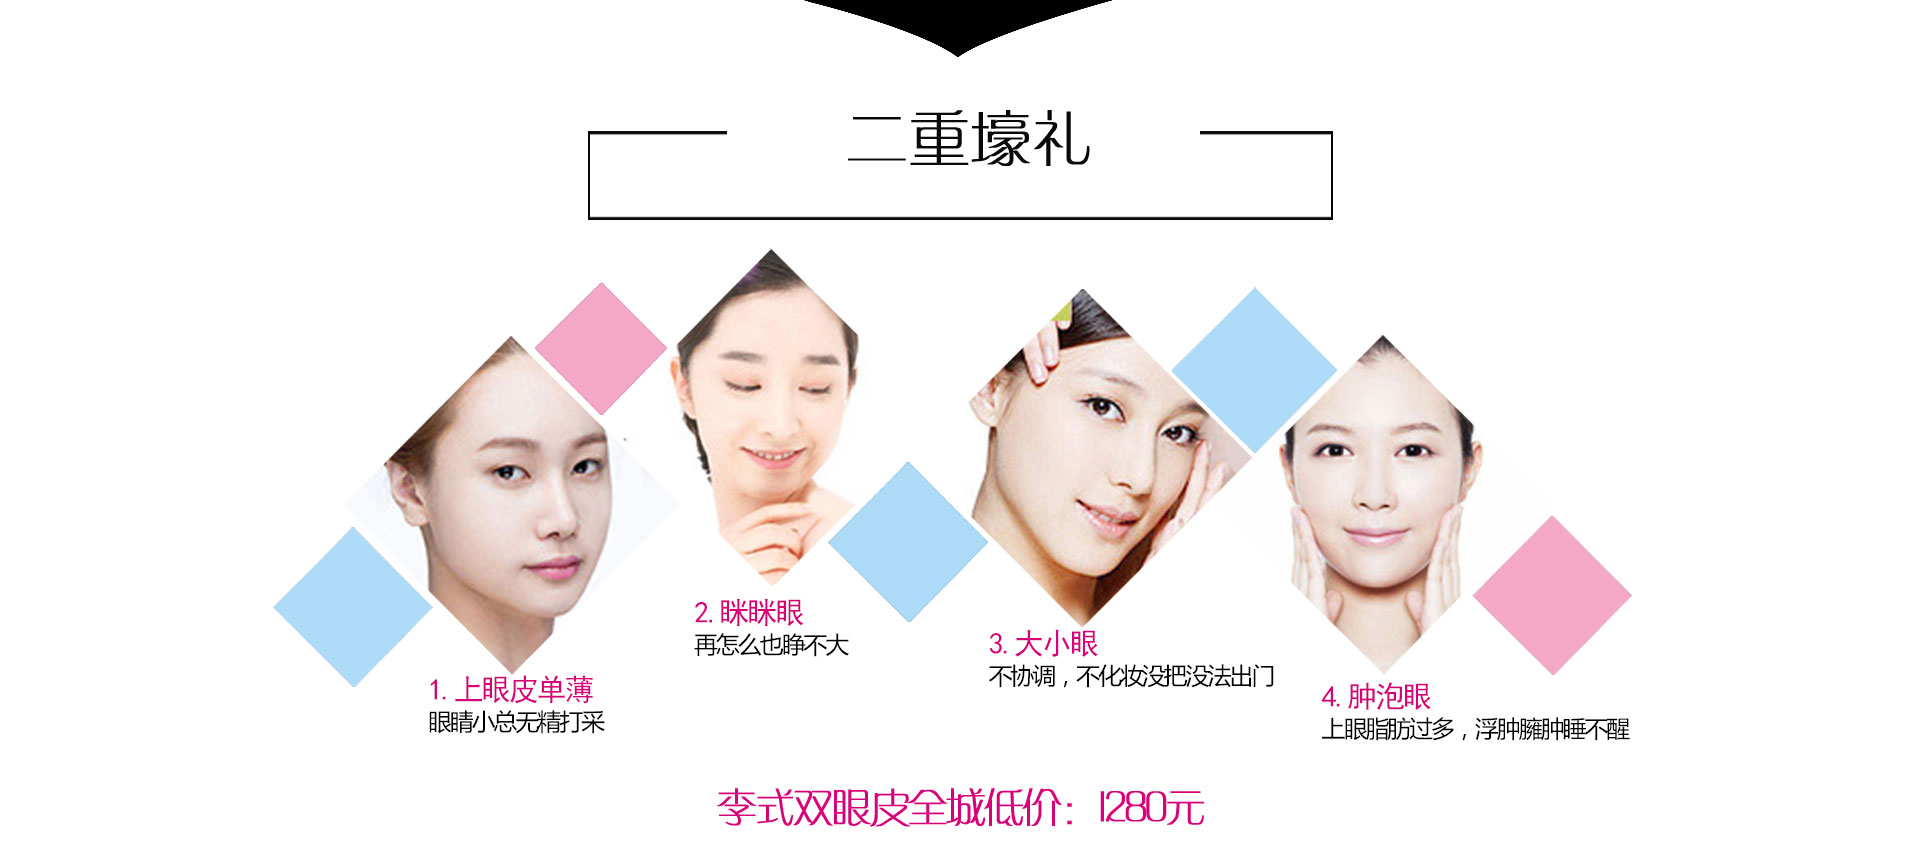 二重壕礼
1. 上眼皮单薄
眼睛小总无精打采
2. 眯眯眼
再怎么也睁不大
3. 大小眼
不协调，不化妆没把没法出门
4. 肿泡眼
上眼脂肪过多，浮肿臃肿睡不醒
李式双眼皮全城低价：1280元